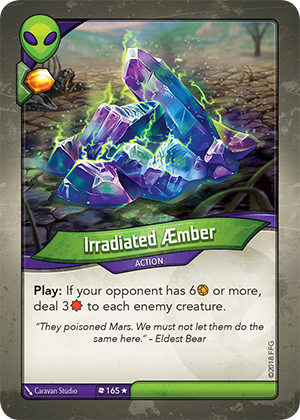 Irradiated Æmber
ACTION
Play: If your opponent has 6 or more,
deal 3 to each enemy creature.
"They poisoned Mars. We must not let them do the
same here." - Eldest Bear
Caravan Studio
165
©2018 FFG